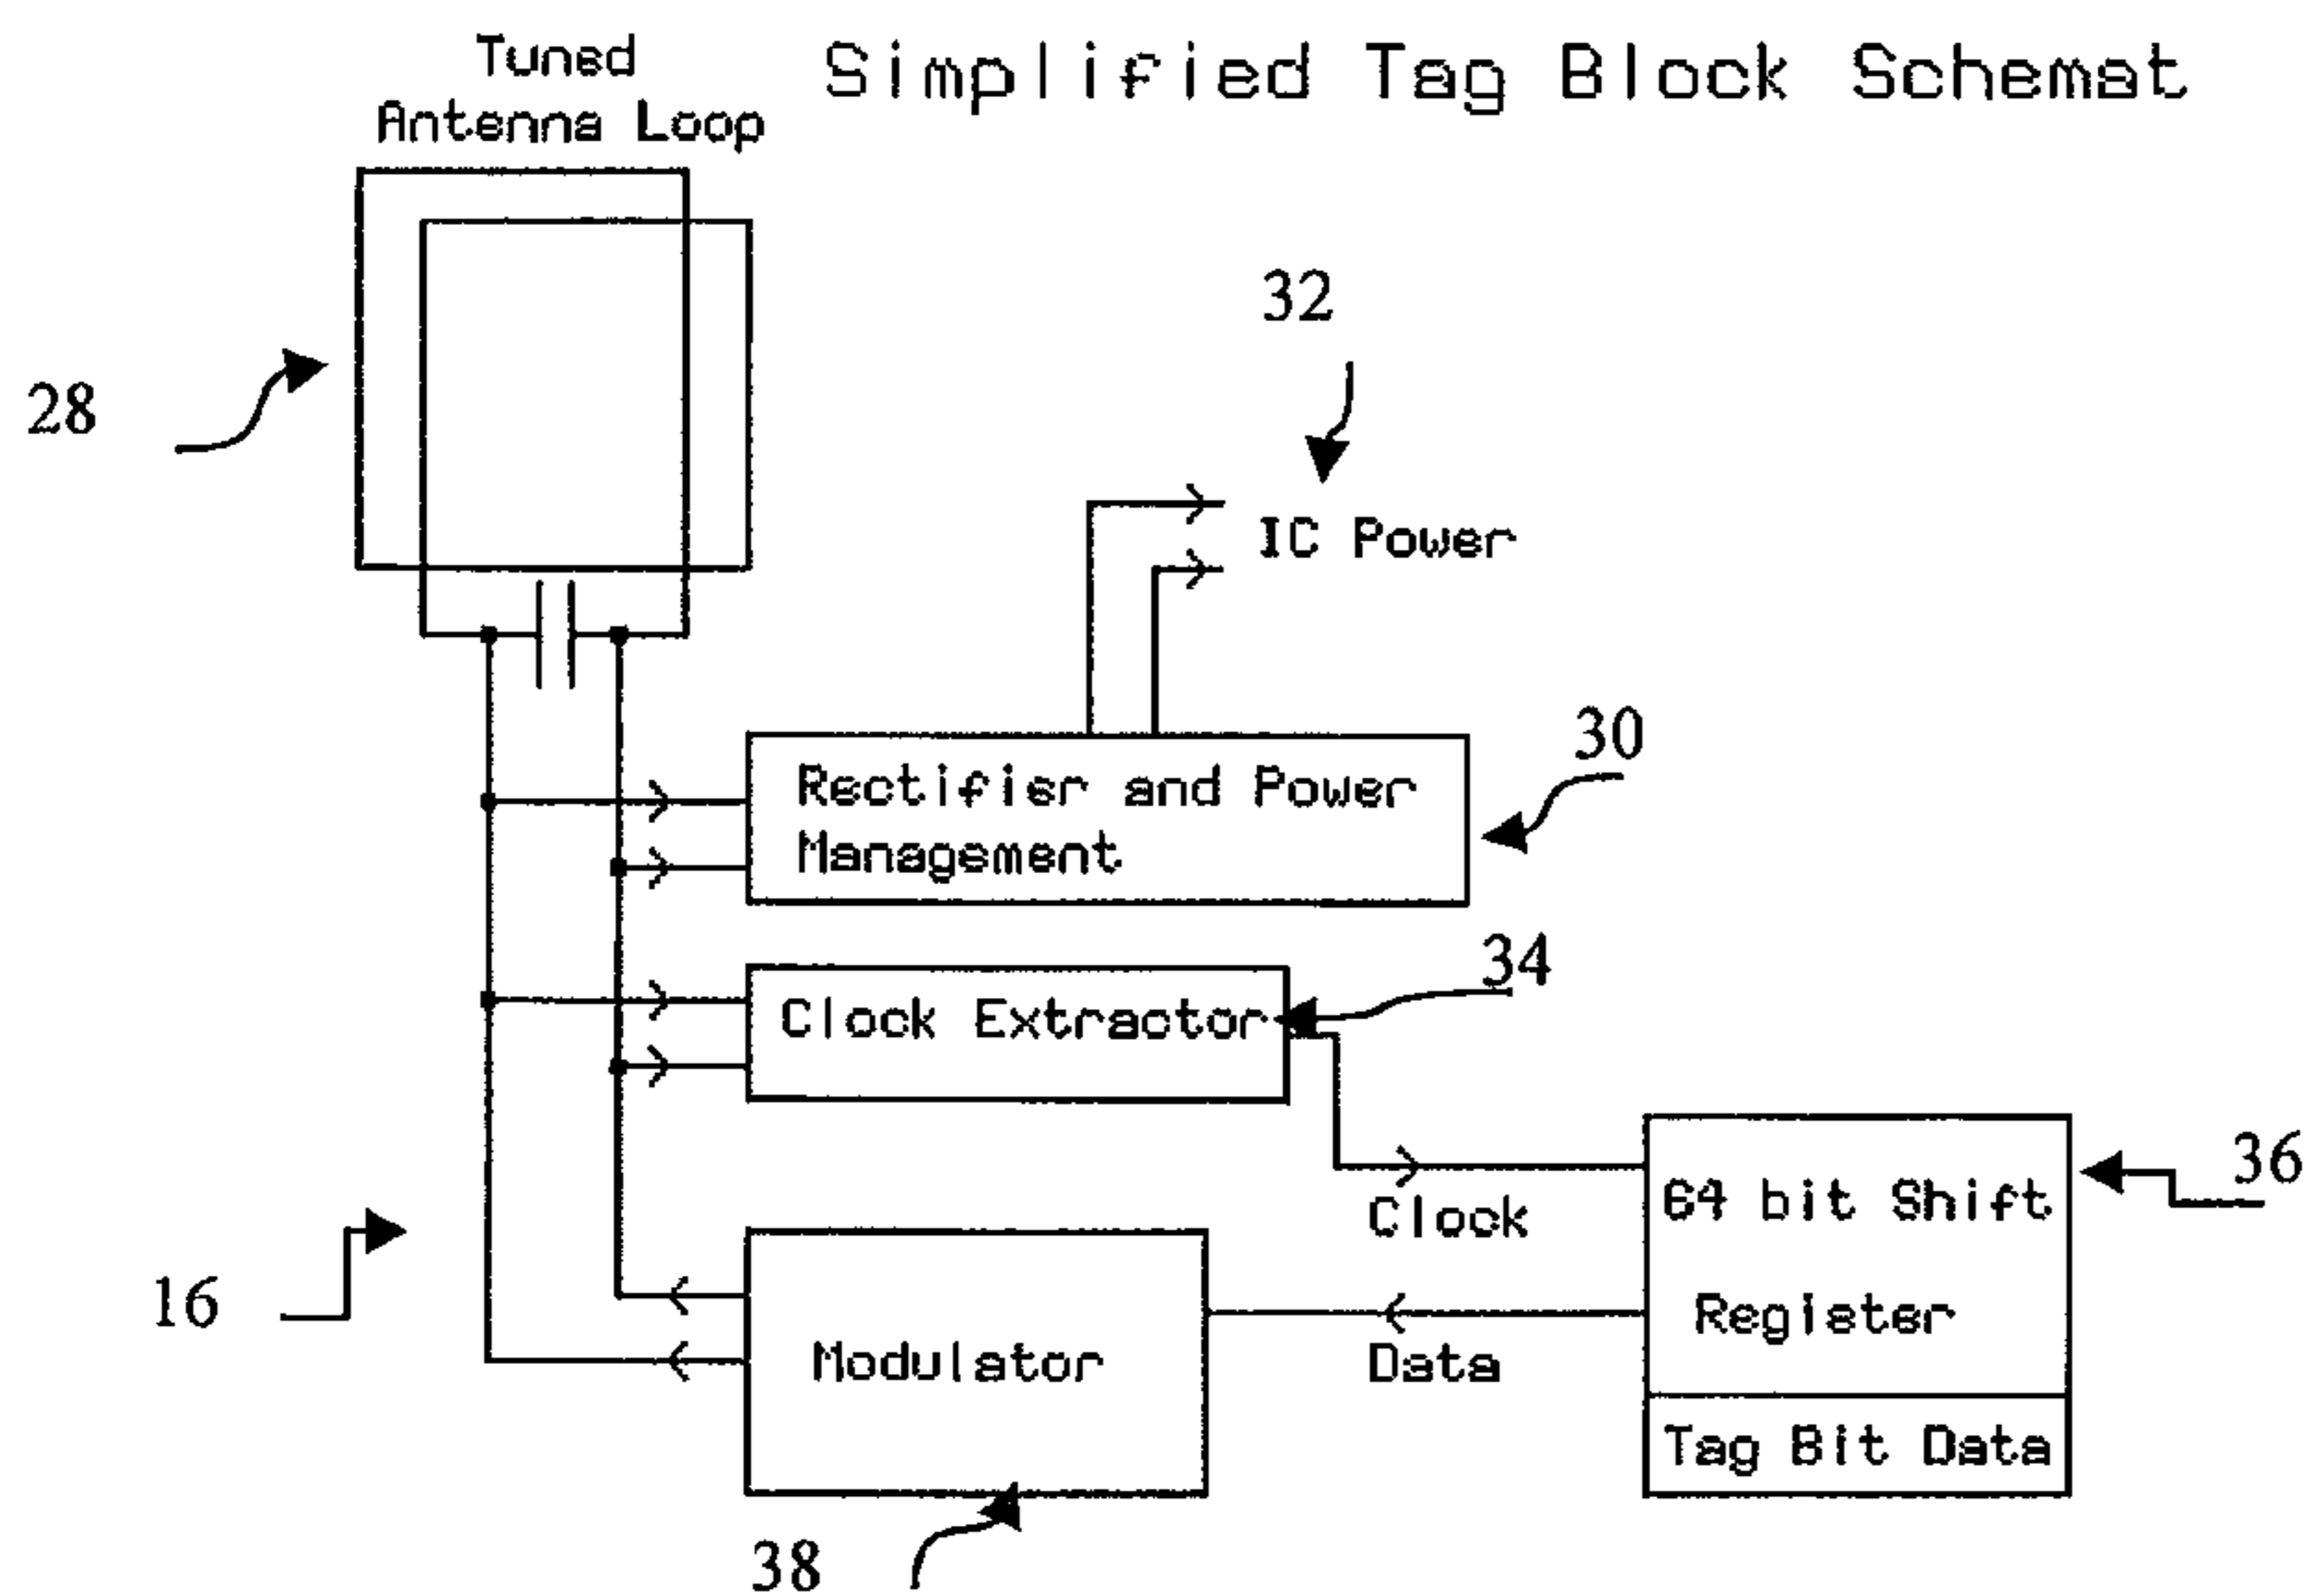 Tuned
Antenna Loop
Simplified Tag Block Schemat
32
28
IC Power
30
Rectifier and Power
Management
34
Clock Extractor
36
64 bit Shift
Clock
16
Register
Modulator
Data
Tag Bit Data
38